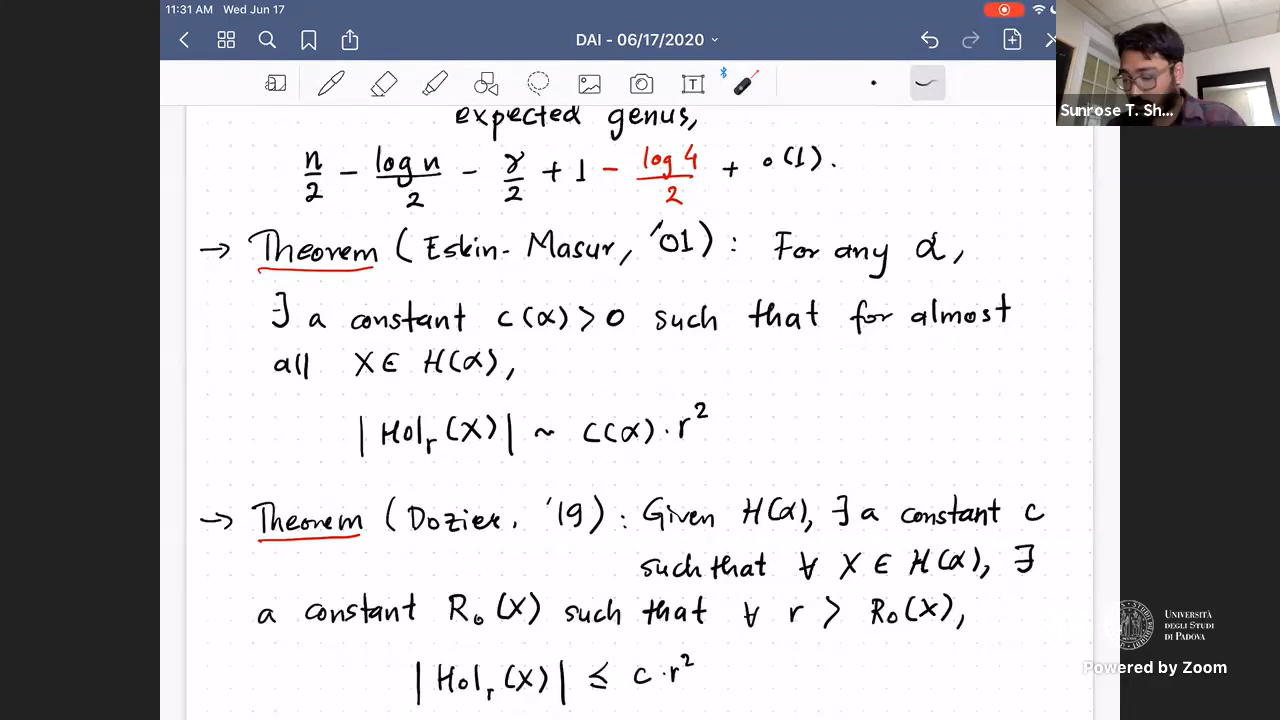 11:31 AM Wed Jun 17
DAI - 06/17/2020
T
Sunrose T. Sh...
expected genus,
n/2 - log n/2 - γ/2 + 1 - log 4/2 + o(1).
→ Theorem (Eskin-Masur, '01): For any α,
∃ a constant c(α) > 0 such that for almost
all X ∈ H(α),
|Hol_r(X)| ~ c(α) · r²
→ Theorem (Dozier, '19): Given H(α), ∃ a constant c
such that ∀ X ∈ H(α), ∃
a constant R₀(X) such that ∀ r > R₀(X),
|Hol_r(X)| ≤ c · r²
UNIVERSITÀ
DEGLI STUDI
DI PADOVA
Powered by Zoom